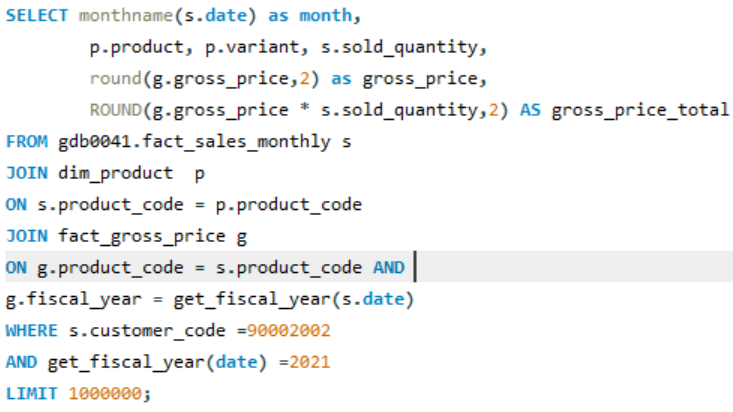 SELECT monthname(s.date) as month,
p.product, p.variant, s.sold_quantity,
round(g.gross_price,2) as gross_price,
ROUND(g.gross_price * s.sold_quantity,2) AS gross_price_total
FROM gdb0041.fact_sales_monthly s
JOIN dim_product  p
ON s.product_code = p.product_code
JOIN fact_gross_price g
ON g.product_code = s.product_code AND
g.fiscal_year = get_fiscal_year(s.date)
WHERE s.customer_code =90002002
AND get_fiscal_year(date) =2021
LIMIT 1000000;